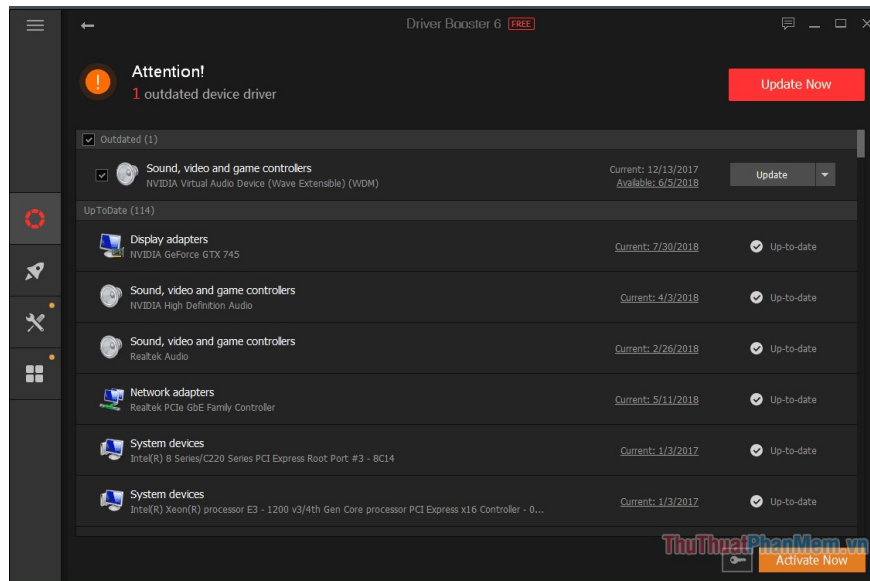 Driver Booster 6 FREE
Attention!
1 outdated device driver
Update Now
Outdated (1)
Sound, video and game controllers
NVIDIA Virtual Audio Device (Wave Extensible) (WDM)
Current: 12/13/2017
Available: 6/5/2018
Update
UpToDate (114)
Display adapters
NVIDIA GeForce GTX 745
Current: 7/30/2018
Up-to-date
Sound, video and game controllers
NVIDIA High Definition Audio
Current: 4/3/2018
Up-to-date
Sound, video and game controllers
Realtek Audio
Current: 2/26/2018
Up-to-date
Network adapters
Realtek PCIe GbE Family Controller
Current: 5/11/2018
Up-to-date
System devices
Intel(R) 8 Series/C220 Series PCI Express Root Port #3 - 8C14
Current: 1/3/2017
Up-to-date
System devices
Intel(R) Xeon(R) processor E3 - 1200 v3/4th Gen Core processor PCI Express x16 Controller - 0...
Current: 1/3/2017
Up-to-date
ThuThuatPhanMem.vn
Activate Now